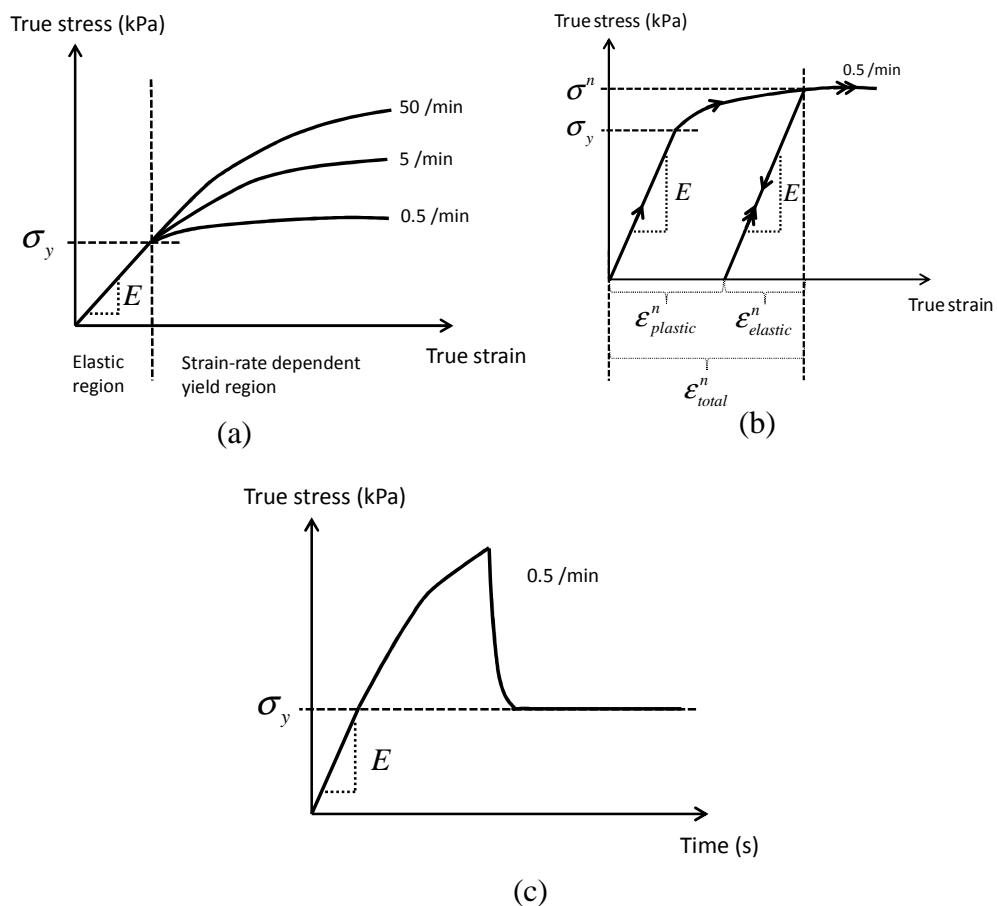 True stress (kPa)
50 /min
5 /min
0.5 /min
σ_y
E
True strain
Elastic region
Strain-rate dependent yield region
(a)
True stress (kPa)
0.5 /min
σ^n
σ_y
E
E
True strain
ε^n_plastic
ε^n_elastic
ε^n_total
(b)
True stress (kPa)
0.5 /min
σ_y
E
Time (s)
(c)